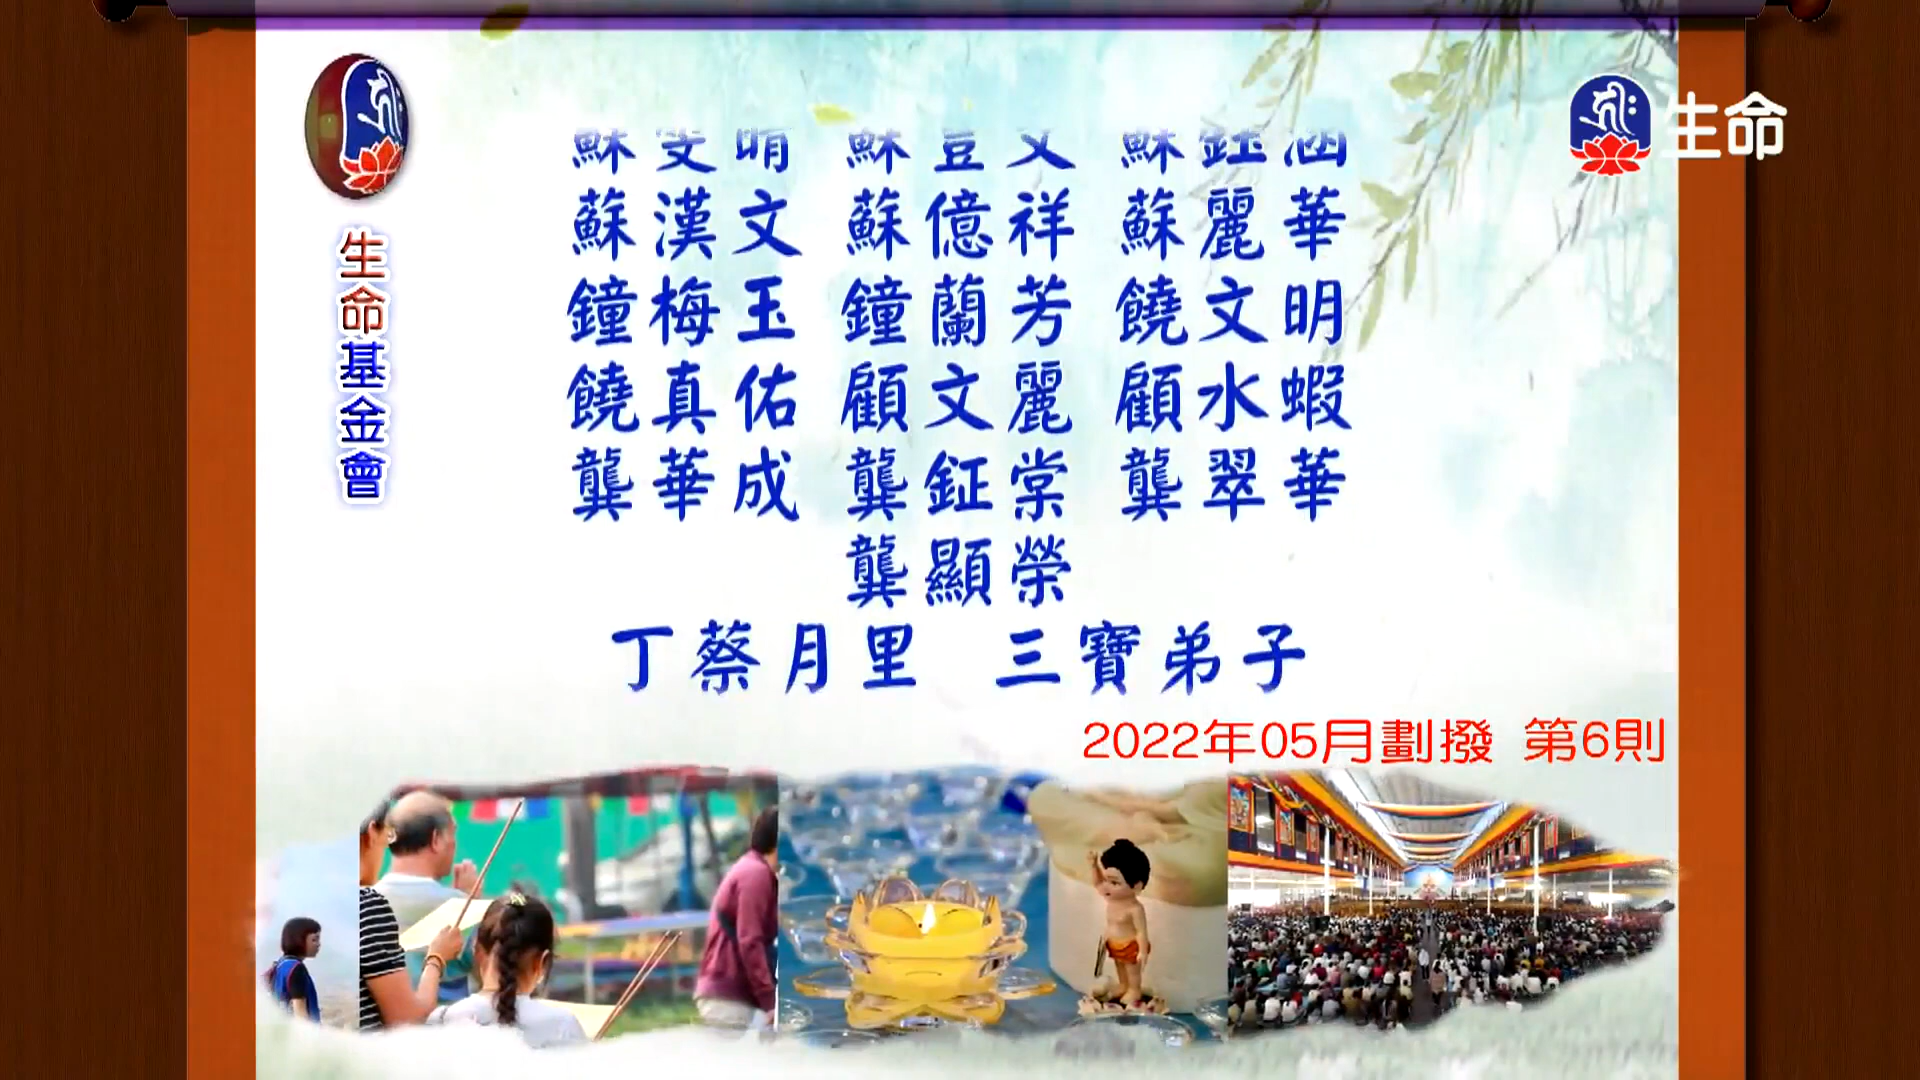 生命
生命基金會
蘇漢文 蘇億祥 蘇麗華
鐘梅玉 鐘蘭芳 饒文明
饒真佑 顧文麗 顧水蝦
龔華成 龔鉦棠 龔翠華
龔顯榮
丁蔡月里 三寶弟子
2022年05月劃撥 第6則